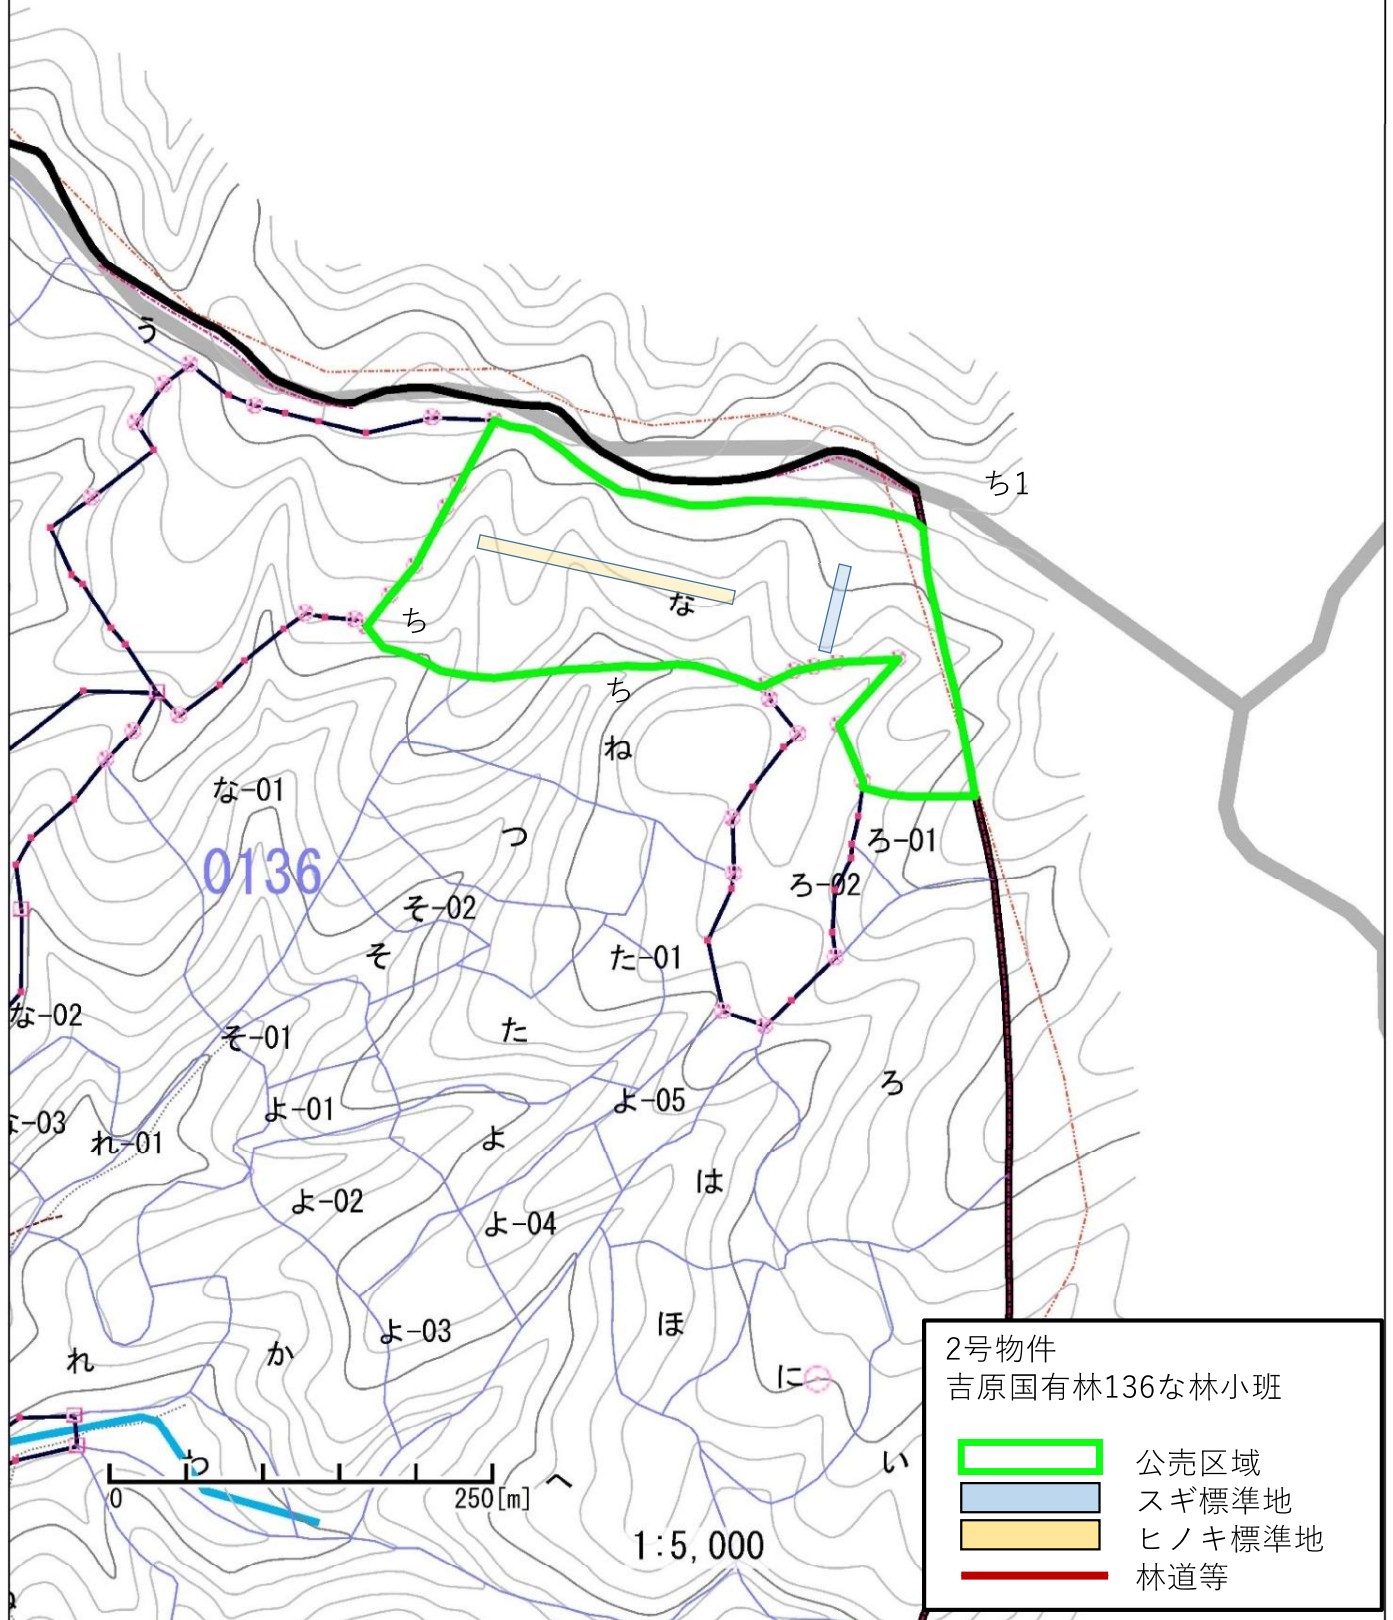 う
ち1
ち
な
ち
ね
な-01
つ
ろ-01
0136
ろ-02
そ-02
そ
た-01
な-02
そ-01
た
ろ
よ-05
よ-01
な-03
れ-01
よ
は
よ-02
よ-04
ほ
よ-03
か
れ
に
わ
い
へ
0
250[m]
1:5,000
2号物件
吉原国有林136な林小班
公売区域
スギ標準地
ヒノキ標準地
林道等